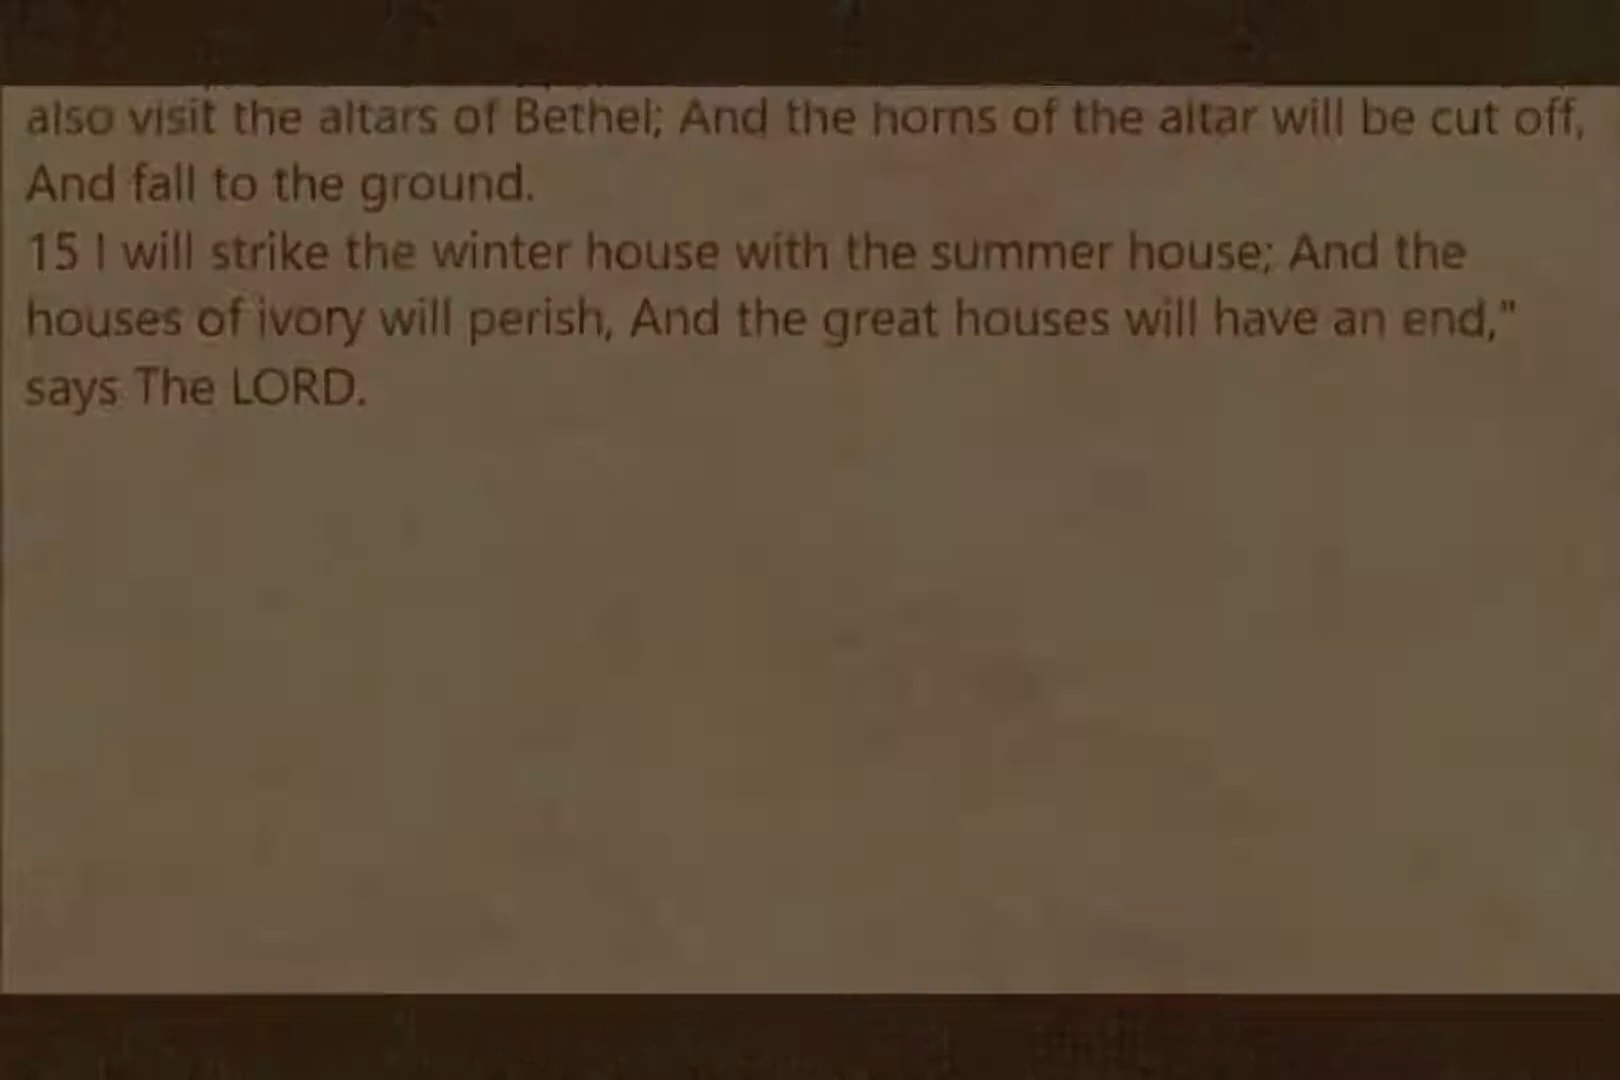 also visit the altars of Bethel; And the horns of the altar will be cut off,
And fall to the ground.
15 I will strike the winter house with the summer house; And the
houses of ivory will perish, And the great houses will have an end,"
says The LORD.